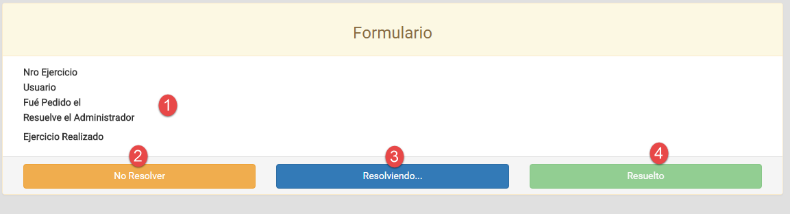 Formulario
Nro Ejercicio
Usuario
Fué Pedido el
1
Resuelve el Administrador
Ejercicio Realizado
2
3
4
No Resolver
Resolviendo...
Resuelto